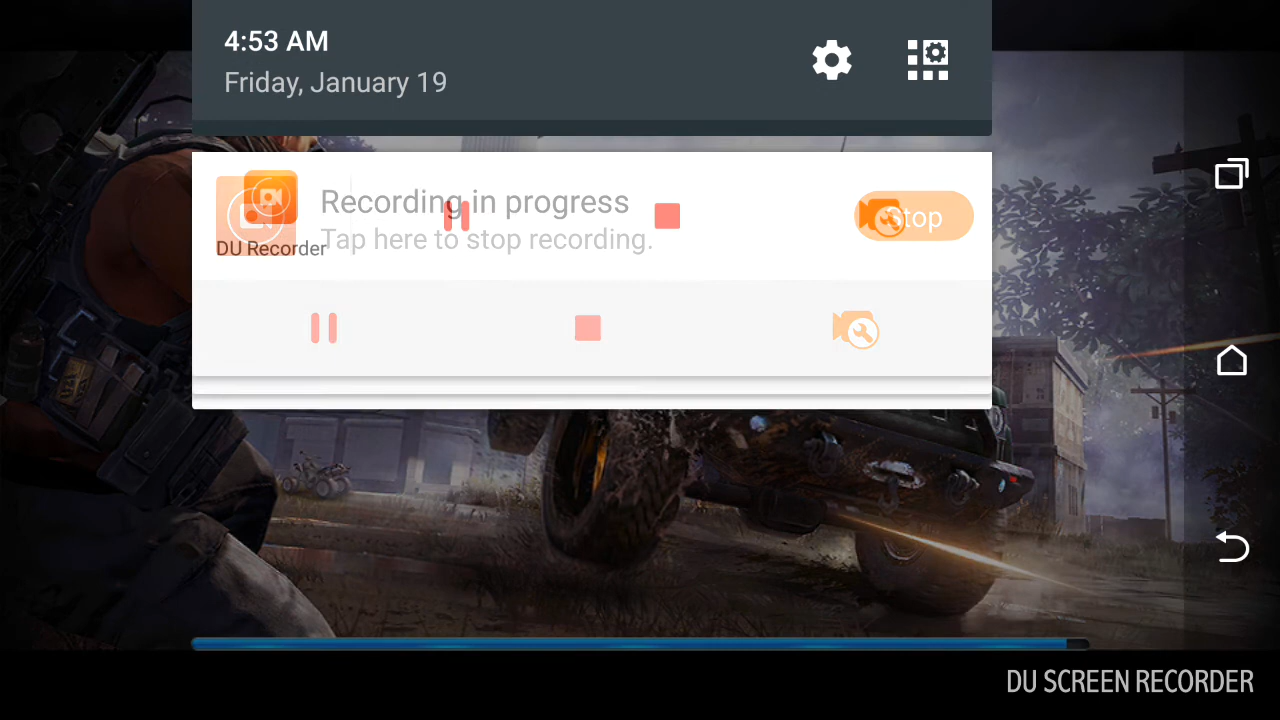 4:53 AM
Friday, January 19
Recording in progress
Stop
Tap here to stop recording.
DU Recorder
DU SCREEN RECORDER